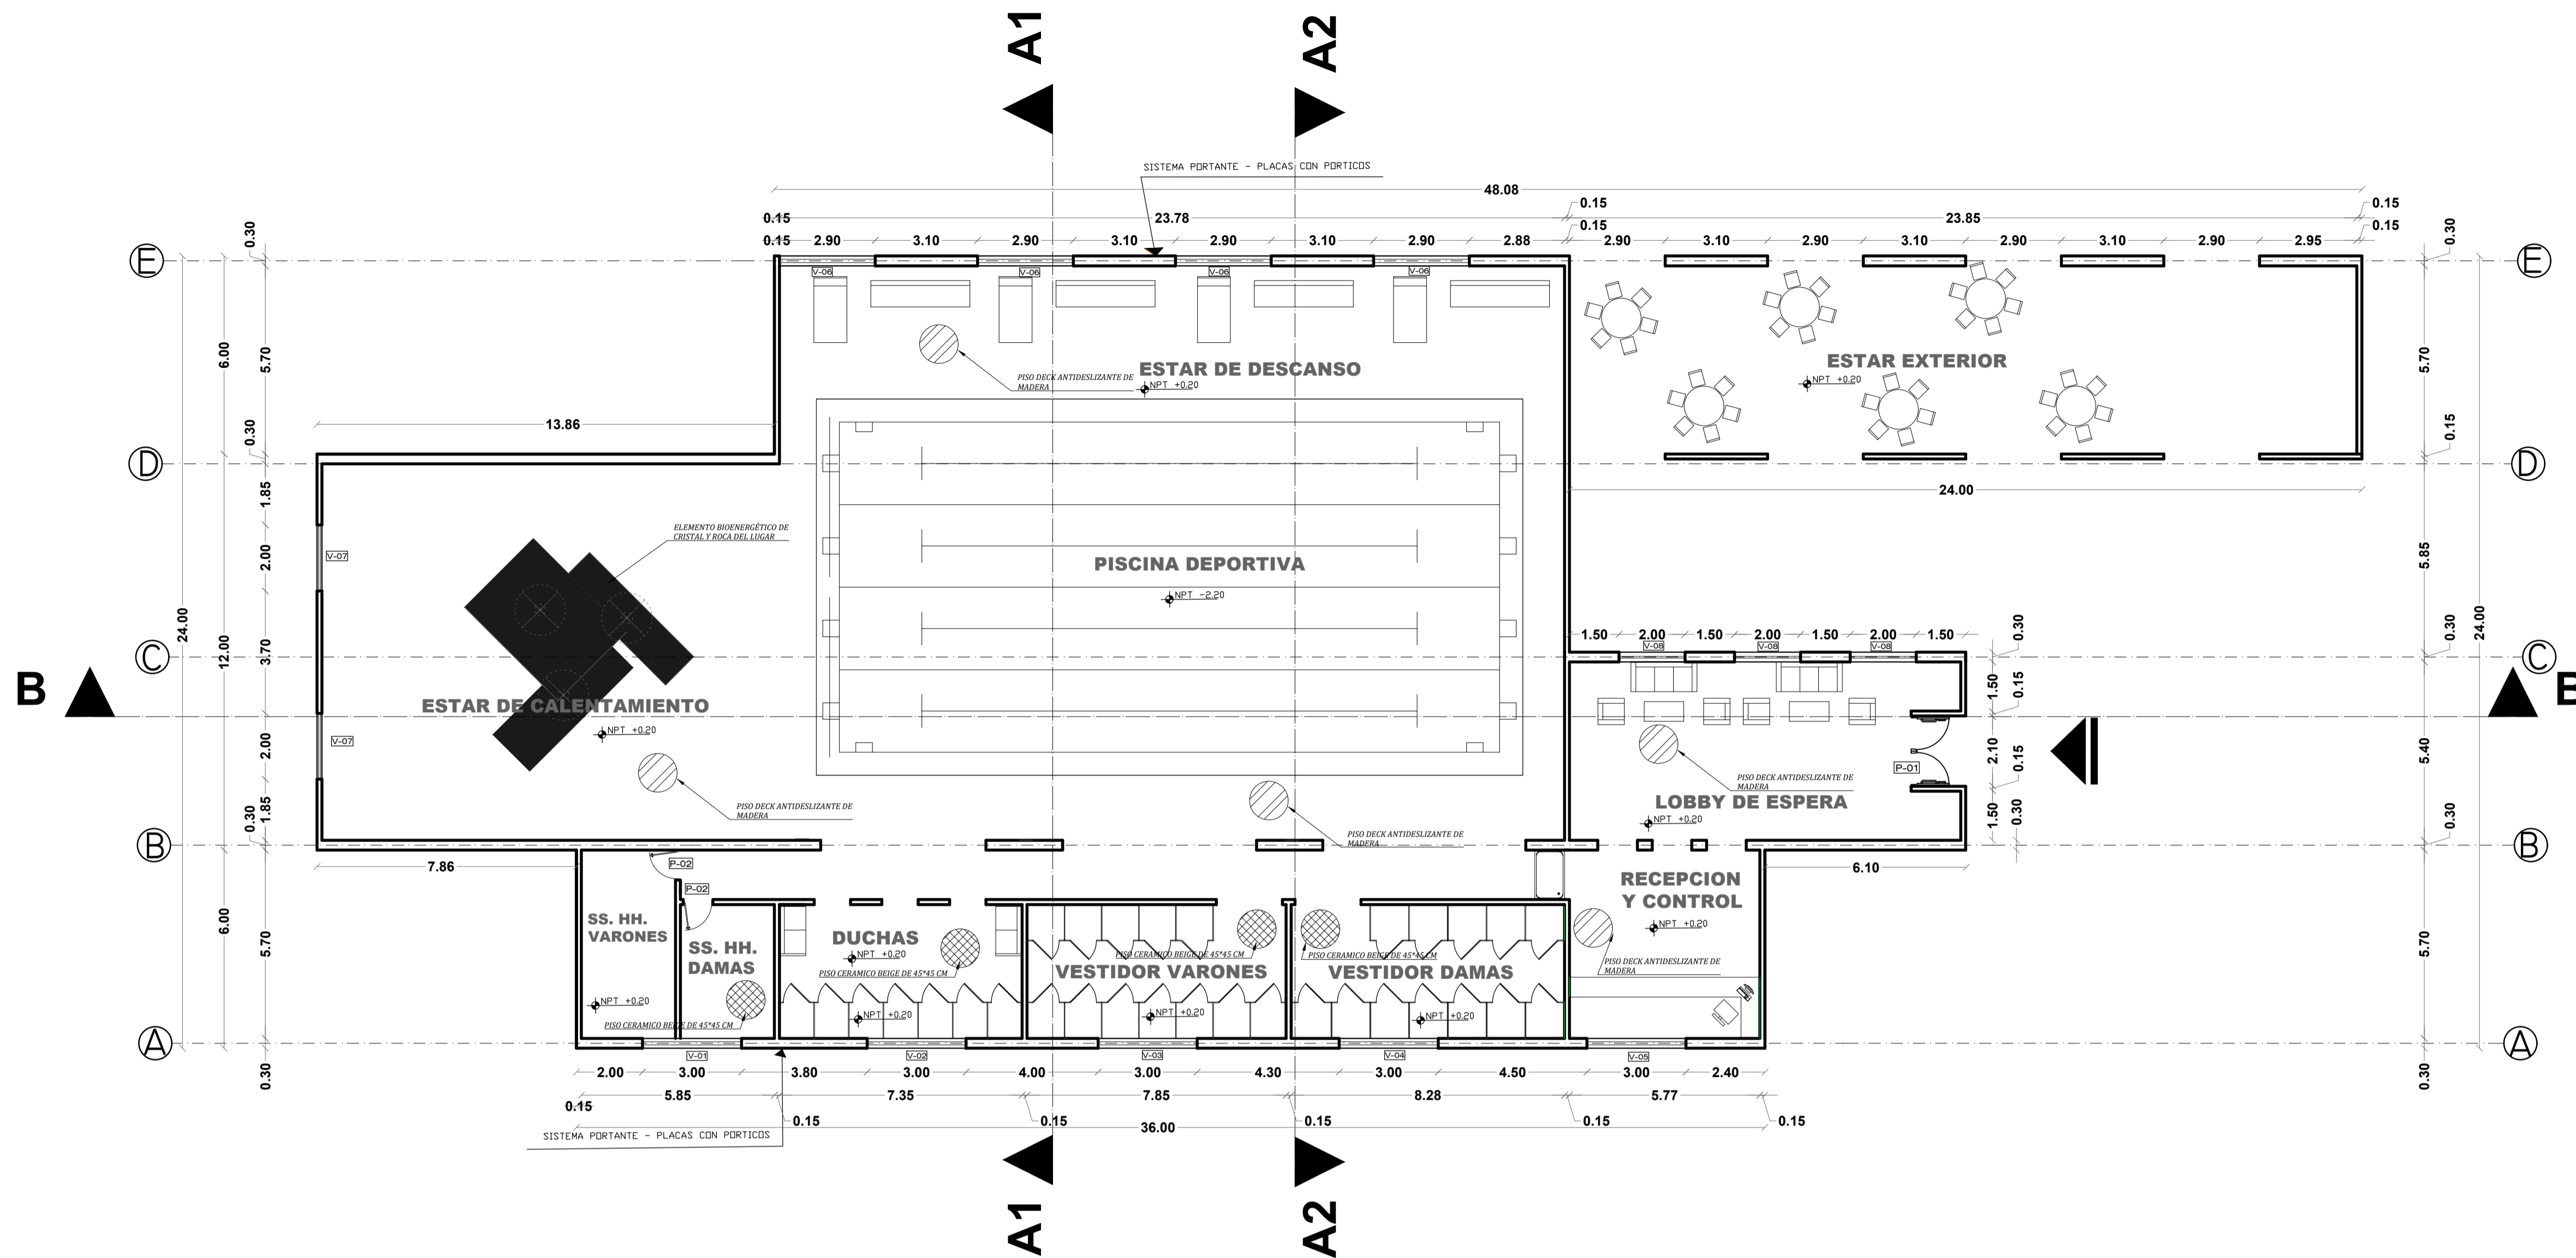 A1
A2
SISTEMA PORTANTE - PLACAS CON PORTICOS
48.08
0.15
23.78
0.15
23.85
0.15
0.15
2.90
3.10
2.90
3.10
2.90
3.10
2.90
2.88
0.15
2.90
3.10
2.90
3.10
2.90
3.10
2.90
2.95
0.15
0.30
0.30
E
E
V-06
V-06
V-06
V-06
6.00
5.70
5.70
ESTAR DE DESCANSO
NPT +0.20
PISO DECK ANTIDESLIZANTE DE
MADERA
ESTAR EXTERIOR
NPT +0.20
13.86
0.30
0.15
D
D
24.00
1.85
ELEMENTO BIOENERGÉTICO DE
CRISTAL Y ROCA DEL LUGAR
V-07
2.00
5.85
PISCINA DEPORTIVA
NPT -2.20
24.00
12.00
3.70
24.00
0.30
0.30
1.50
2.00
1.50
2.00
1.50
2.00
1.50
V-08
V-08
V-08
C
C
B
B
ESTAR DE CALENTAMIENTO
NPT +0.20
V-07
2.00
1.50
0.15
2.10
0.15
5.40
P-01
PISO DECK ANTIDESLIZANTE DE
MADERA
LOBBY DE ESPERA
NPT +0.20
PISO DECK ANTIDESLIZANTE DE
MADERA
PISO DECK ANTIDESLIZANTE DE
MADERA
1.85
0.30
1.50
0.30
0.30
B
B
7.86
6.10
P-02
P-02
RECEPCION
Y CONTROL
NPT +0.20
SS. HH.
VARONES
SS. HH.
DAMAS
DUCHAS
NPT +0.20
PISO CERAMICO BEIGE DE 45*45 CM
PISO CERAMICO BEIGE DE 45*45 CM
PISO CERAMICO BEIGE DE 45*45 CM
PISO DECK ANTIDESLIZANTE DE
MADERA
VESTIDOR VARONES
VESTIDOR DAMAS
6.00
5.70
5.70
NPT +0.20
PISO CERAMICO BEIGE DE 45*45 CM
NPT +0.20
NPT +0.20
NPT +0.20
A
A
V-01
V-02
V-03
V-04
V-05
0.30
0.30
2.00
3.00
3.80
3.00
4.00
3.00
4.30
3.00
4.50
3.00
2.40
5.85
7.35
7.85
8.28
5.77
0.15
0.15
0.15
0.15
0.15
0.15
36.00
SISTEMA PORTANTE - PLACAS CON PORTICOS
A1
A2